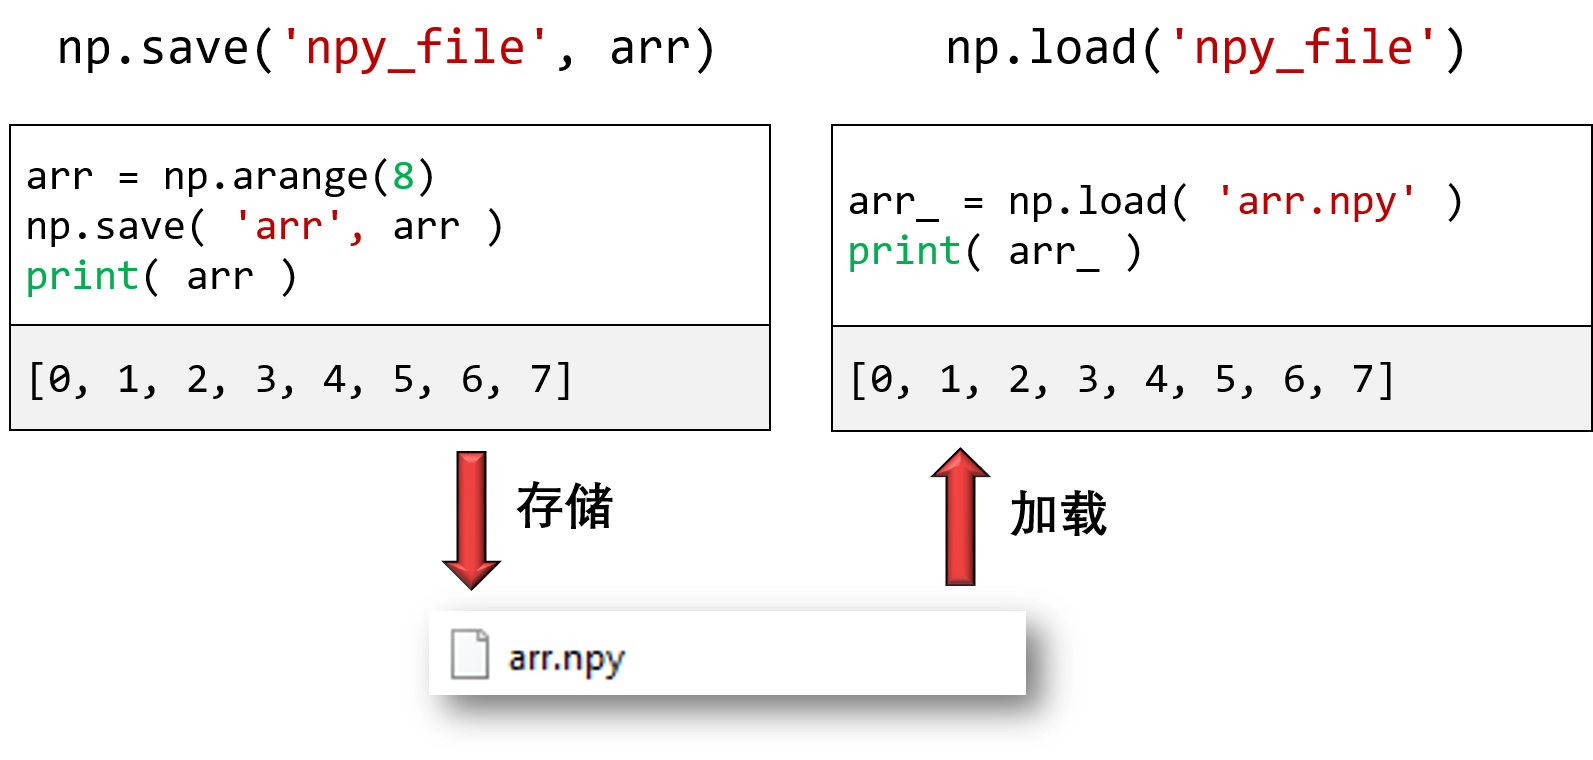 np.save('npy_file', arr)
arr = np.arange(8)
np.save( 'arr', arr )
print( arr )
[0, 1, 2, 3, 4, 5, 6, 7]
存储
np.load('npy_file')
arr_ = np.load( 'arr.npy' )
print( arr_ )
[0, 1, 2, 3, 4, 5, 6, 7]
加载
arr.npy